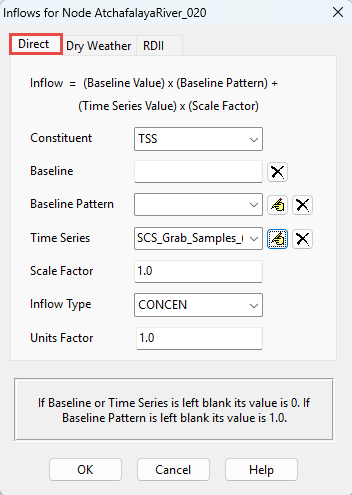 Inflows for Node AtchafalayaRiver_020
Direct Dry Weather RDII
Inflow = (Baseline Value) x (Baseline Pattern) +
(Time Series Value) x (Scale Factor)
Constituent TSS
Baseline
Baseline Pattern
Time Series SCS_Grab_Samples_(
Scale Factor 1.0
Inflow Type CONCEN
Units Factor 1.0
If Baseline or Time Series is left blank its value is 0. If
Baseline Pattern is left blank its value is 1.0.
OK Cancel Help